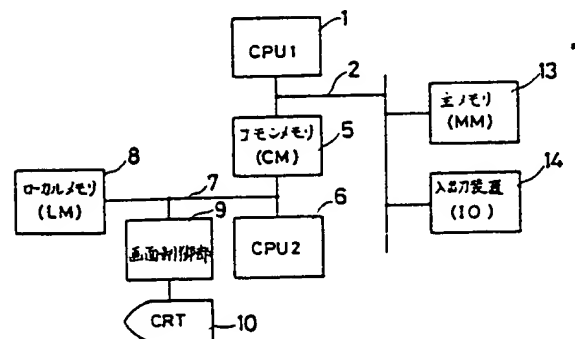 1
CPU1
2
13
主メモリ
(MM)
コモンメモリ
(CM)
5
8
ローカルメモリ
(LM)
7
14
入出力装置
(IO)
9
6
画面制御部
CPU2
CRT
10